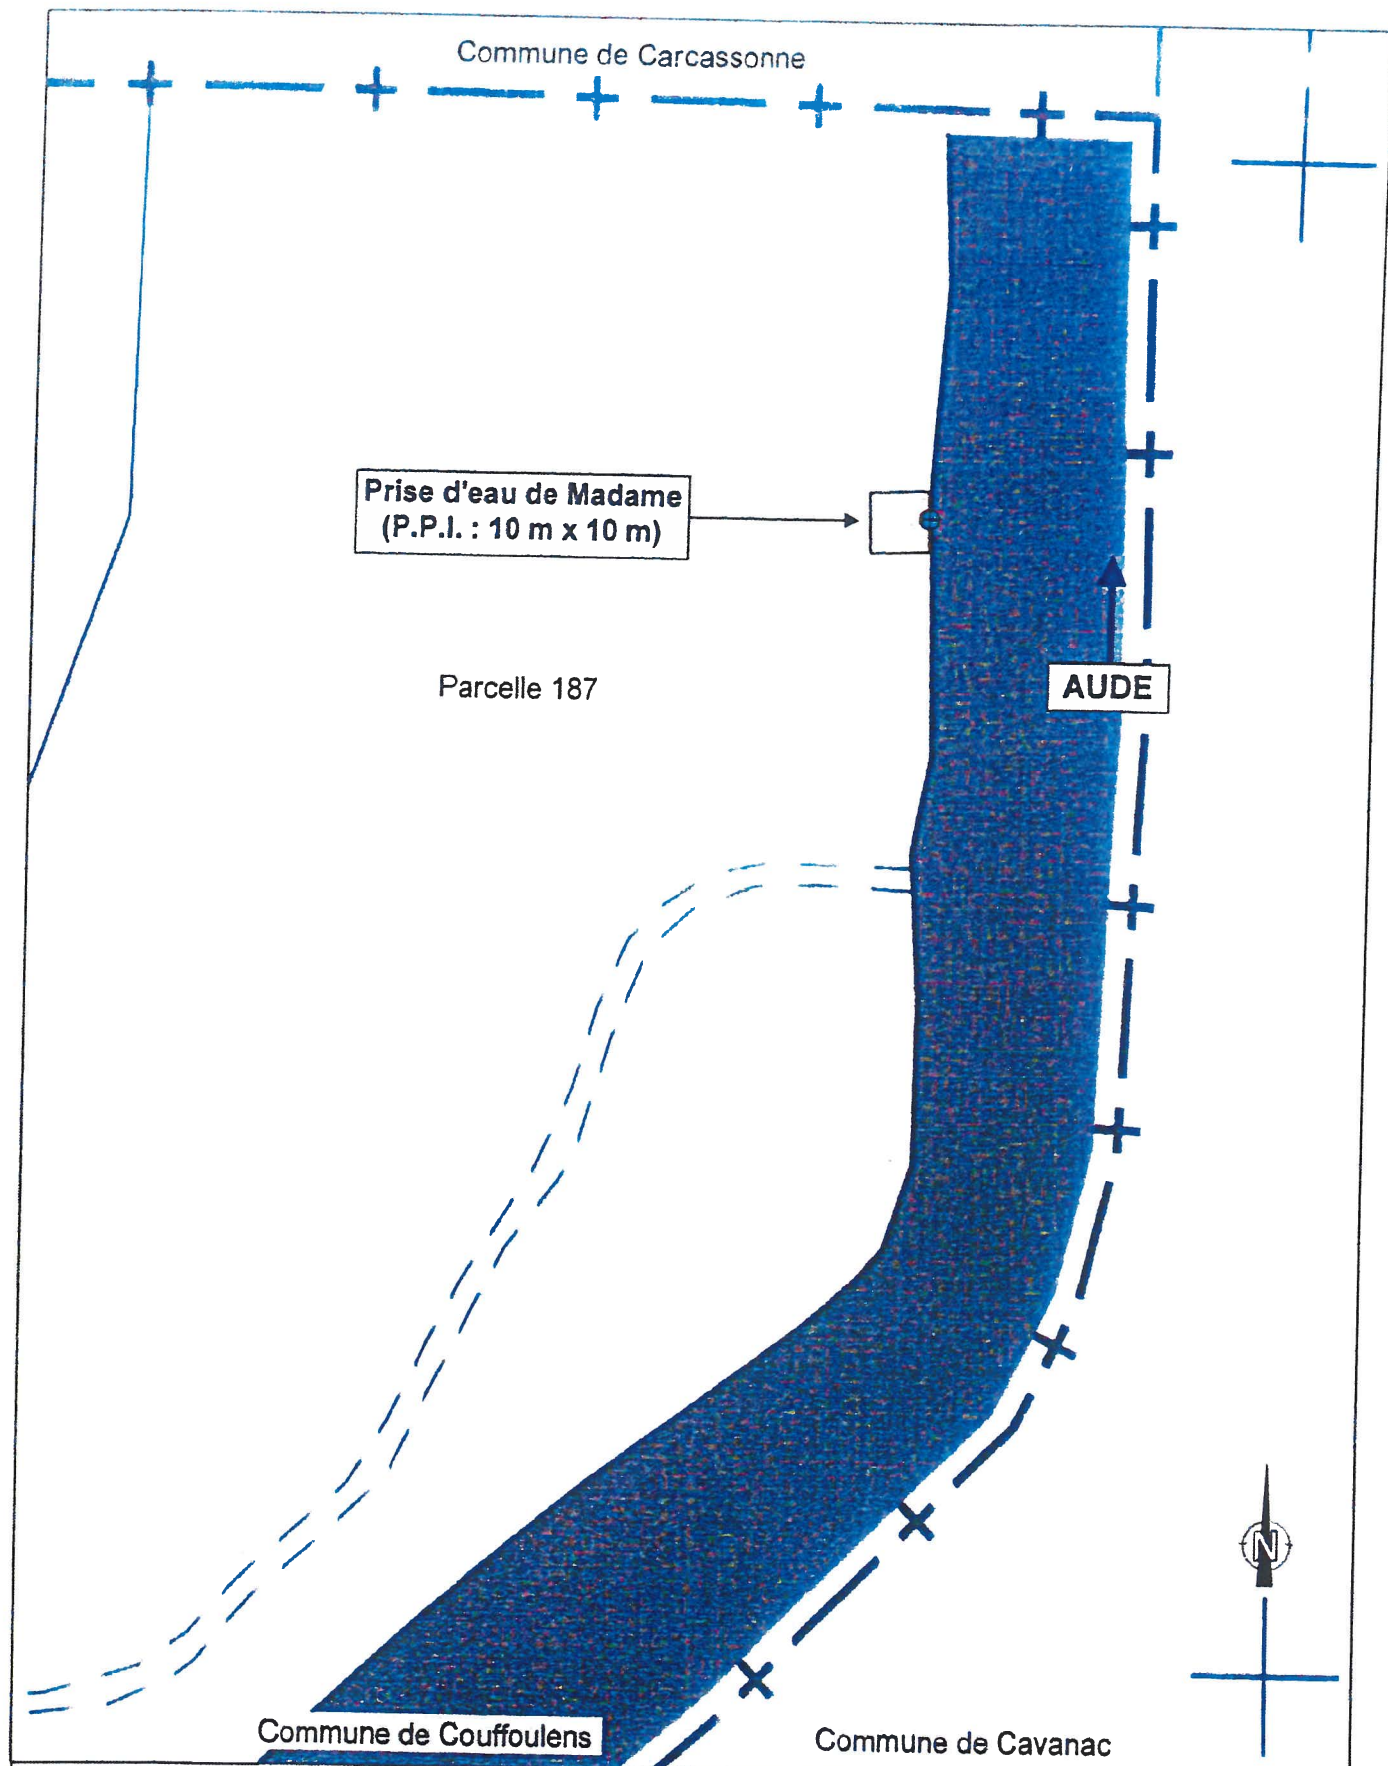 Commune de Carcassonne
Prise d'eau de Madame
(P.P.I. : 10 m x 10 m)
Parcelle 187
AUDE
N
Commune de Couffoulens
Commune de Cavanac